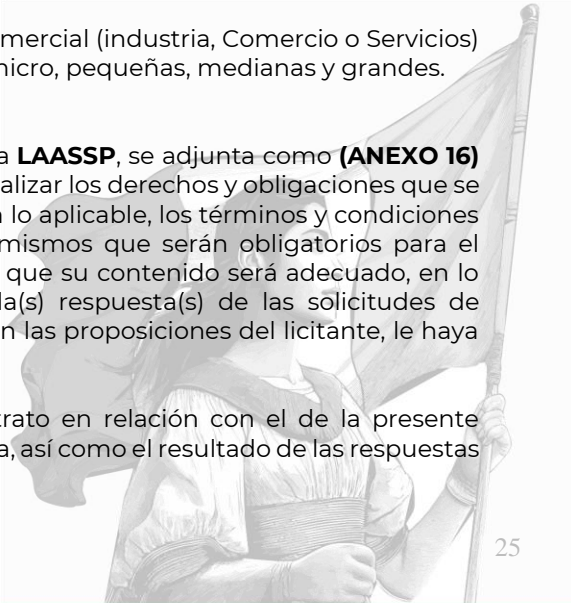 mercial (industria, Comercio o Servicios)
micro, pequeñas, medianas y grandes.
a LAASSP, se adjunta como (ANEXO 16)
alizar los derechos y obligaciones que se
lo aplicable, los términos y condiciones
mismos que serán obligatorios para el
que su contenido será adecuado, en lo
la(s) respuesta(s) de las solicitudes de
n las proposiciones del licitante, le haya
trato en relación con el de la presente
a, así como el resultado de las respuestas
25